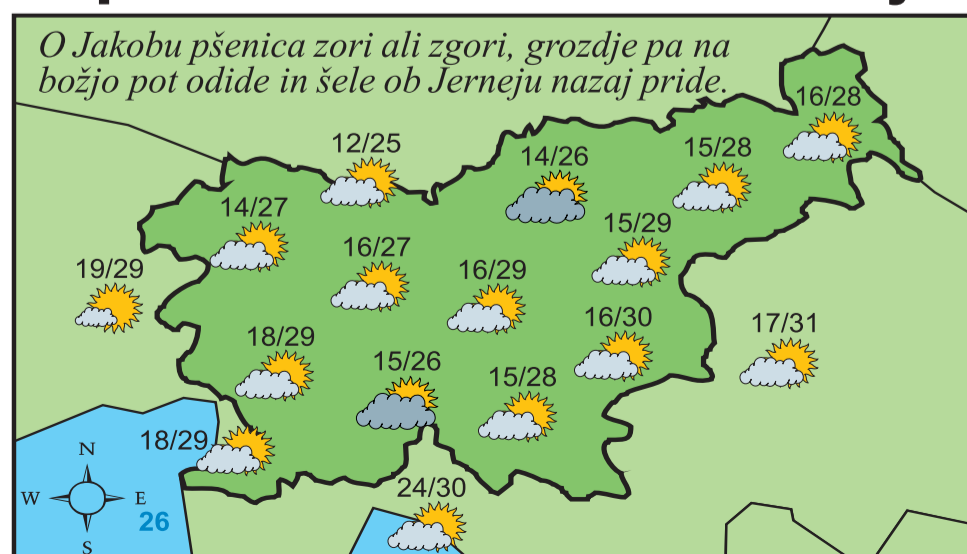 O Jakobu pšenica zori ali zgori, grozdje pa na
božjo pot odide in šele ob Jerneju nazaj pride.
16/28
12/25
14/26
15/28
14/27
15/29
16/27
16/29
19/29
16/30
17/31
18/29
15/26
15/28
18/29
N
W
E
26
24/30
S